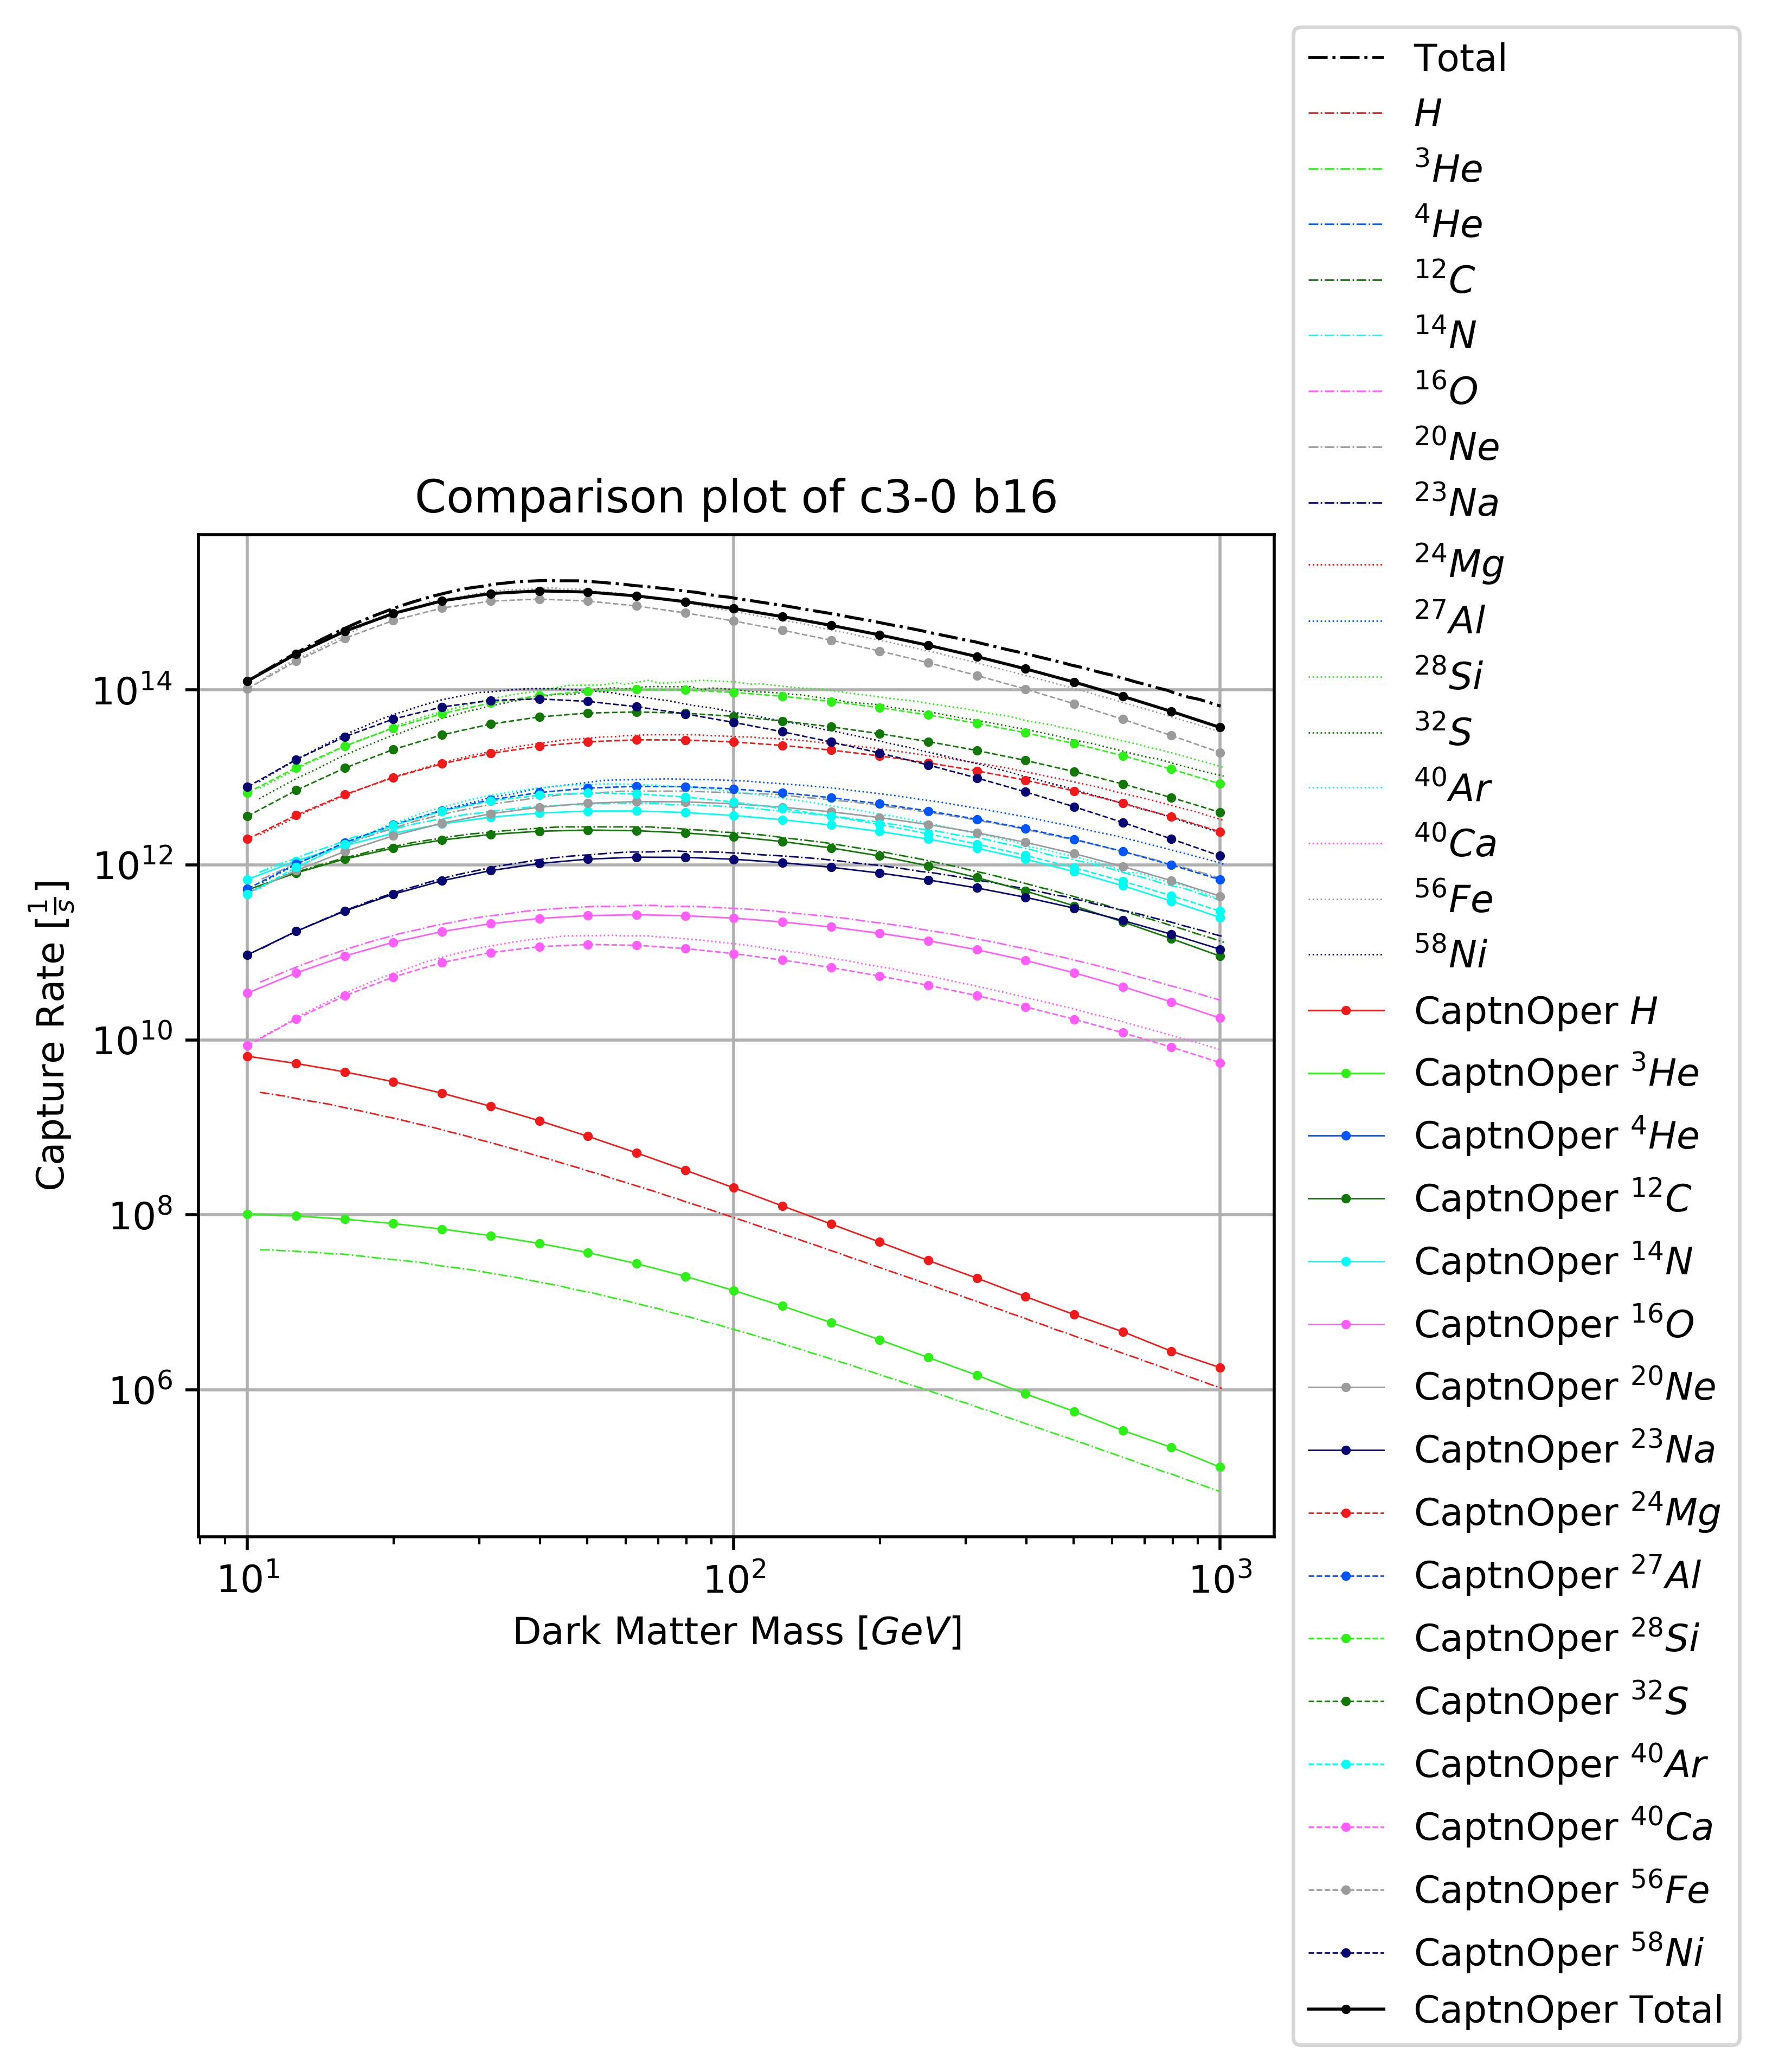 Comparison plot of c3-0 b16
Capture Rate [1/s]
10^14
10^12
10^10
10^8
10^6
10^1
10^2
10^3
Dark Matter Mass [GeV]
Total
H
^3He
^4He
^12C
^14N
^16O
^20Ne
^23Na
^24Mg
^27Al
^28Si
^32S
^40Ar
^40Ca
^56Fe
^58Ni
CaptnOper H
CaptnOper ^3He
CaptnOper ^4He
CaptnOper ^12C
CaptnOper ^14N
CaptnOper ^16O
CaptnOper ^20Ne
CaptnOper ^23Na
CaptnOper ^24Mg
CaptnOper ^27Al
CaptnOper ^28Si
CaptnOper ^32S
CaptnOper ^40Ar
CaptnOper ^40Ca
CaptnOper ^56Fe
CaptnOper ^58Ni
CaptnOper Total